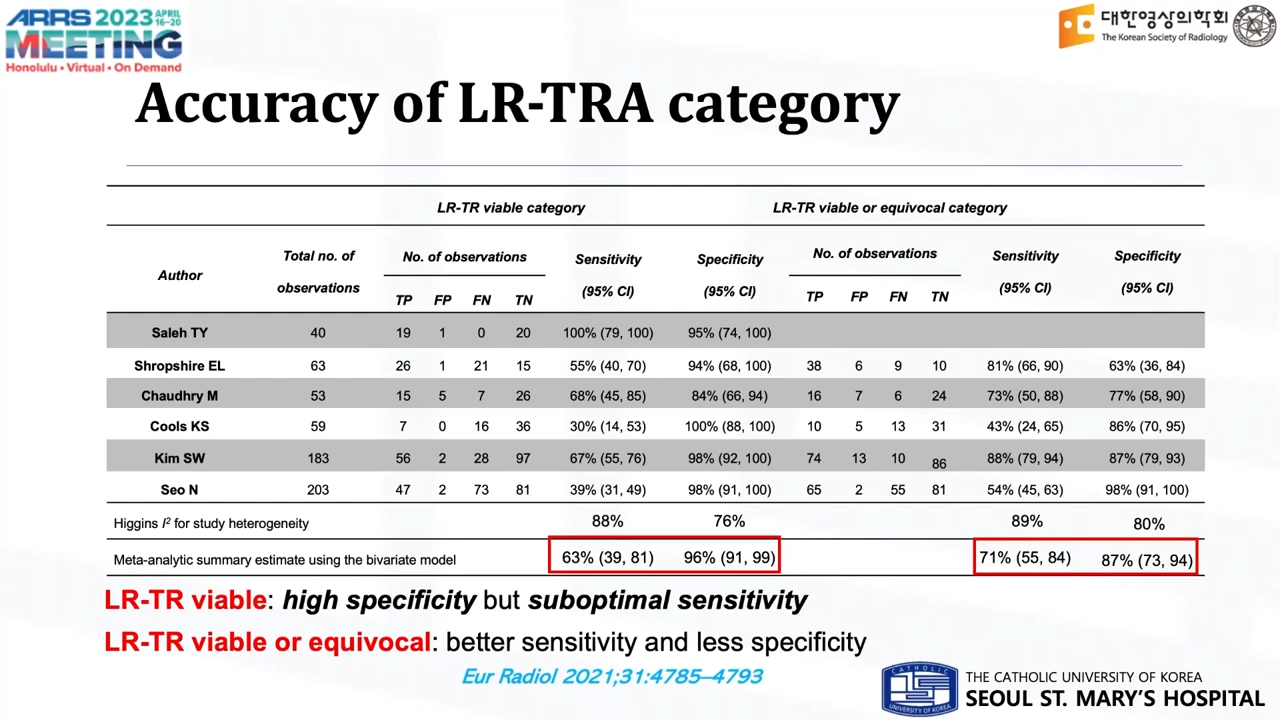 ARRS 2023 APRIL 16–20
MEETING
Honolulu • Virtual • On Demand
대한영상의학회
The Korean Society of Radiology
Accuracy of LR-TRA category
LR-TR viable category LR-TR viable or equivocal category
Author Total no. of observations No. of observations Sensitivity (95% CI) Specificity (95% CI) No. of observations Sensitivity (95% CI) Specificity (95% CI)
TP FP FN TN TP FP FN TN
Saleh TY 40 19 1 0 20 100% (79, 100) 95% (74, 100)
Shropshire EL 63 26 1 21 15 55% (40, 70) 94% (68, 100) 38 6 9 10 81% (66, 90) 63% (36, 84)
Chaudhry M 53 15 5 7 26 68% (45, 85) 84% (66, 94) 16 7 6 24 73% (50, 88) 77% (58, 90)
Cools KS 59 7 0 16 36 30% (14, 53) 100% (88, 100) 10 5 13 31 43% (24, 65) 86% (70, 95)
Kim SW 183 56 2 28 97 67% (55, 76) 98% (92, 100) 74 13 10 86 88% (79, 94) 87% (79, 93)
Seo N 203 47 2 73 81 39% (31, 49) 98% (91, 100) 65 2 55 81 54% (45, 63) 98% (91, 100)
Higgins I² for study heterogeneity 88% 76% 89% 80%
Meta-analytic summary estimate using the bivariate model 63% (39, 81) 96% (91, 99) 71% (55, 84) 87% (73, 94)
LR-TR viable: high specificity but suboptimal sensitivity
LR-TR viable or equivocal: better sensitivity and less specificity
Eur Radiol 2021;31:4785–4793
CATHOLIC
UNIVERSITY OF KOREA
THE CATHOLIC UNIVERSITY OF KOREA
SEOUL ST. MARY'S HOSPITAL